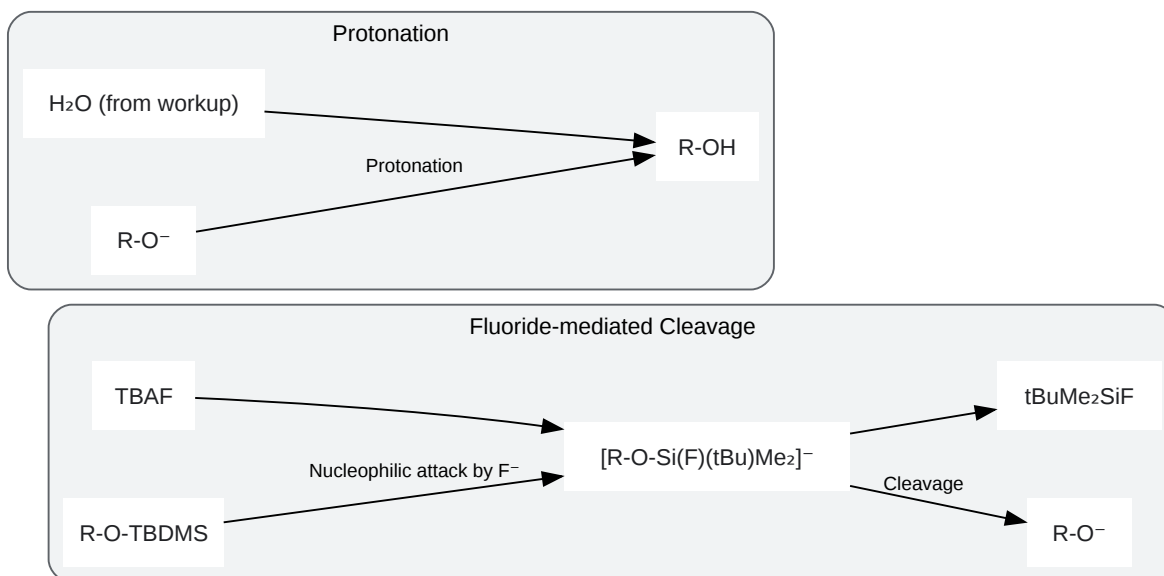 Protonation
H₂O (from workup)
Protonation
R-OH
R-O⁻
Fluoride-mediated Cleavage
TBAF
Nucleophilic attack by F⁻
R-O-TBDMS
[R-O-Si(F)(tBu)Me₂]⁻
tBuMe₂SiF
Cleavage
R-O⁻